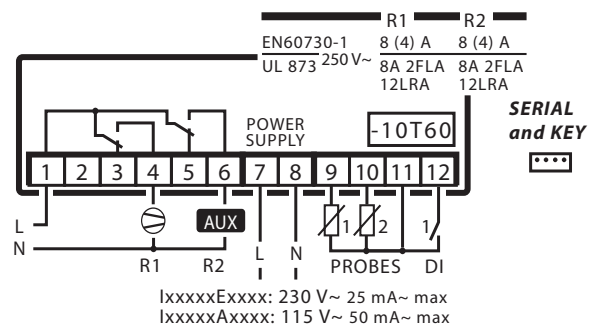 R1 R2
EN60730-1 8 (4) A 8 (4) A
UL 873 250 V~ 8A 2FLA 8A 2FLA
12LRA 12LRA
SERIAL
and KEY
POWER
SUPPLY
-10T60
1 2 3 4 5 6 7 8 9 10 11 12
L
N
AUX
1 2 1
L N
R1 R2 PROBES DI
IxxxxxExxxx: 230 V~ 25 mA~ max
IxxxxxAxxxx: 115 V~ 50 mA~ max